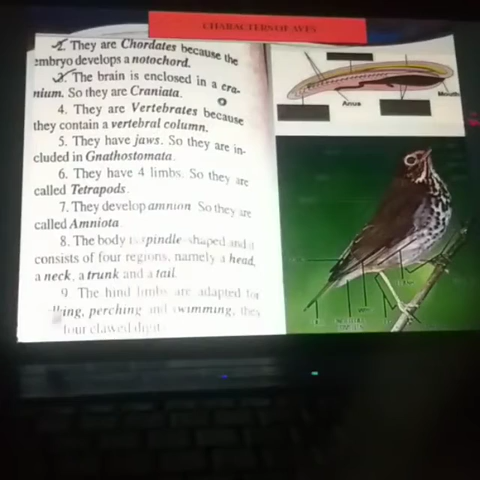 CHARACTERS OF AVES
2. They are Chordates because the
embryo develops a notochord.
3. The brain is enclosed in a cra-
nium. So they are Craniata.
4. They are Vertebrates because
they contain a vertebral column.
5. They have jaws. So they are in-
cluded in Gnathostomata.
6. They have 4 limbs. So they are
called Tetrapods.
7. They develop amnion So they are
called Amniota.
8. The body is spindle-shaped and it
consists of four regions, namely a head,
a neck, a trunk and a tail.
9 The hind limbs are adapted for
perching and swimming, they
four clawed digit
Anus
Mouth